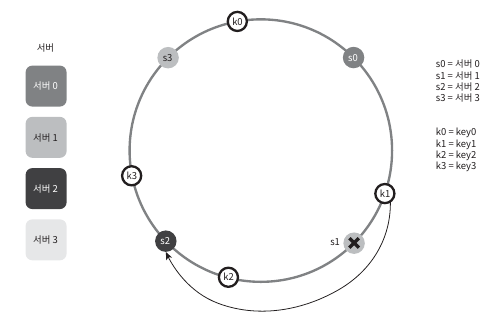 서버
서버 0
서버 1
서버 2
서버 3
k0
s3
s0
k3
k1
s2
s1
k2
s0 = 서버 0
s1 = 서버 1
s2 = 서버 2
s3 = 서버 3
k0 = key0
k1 = key1
k2 = key2
k3 = key3